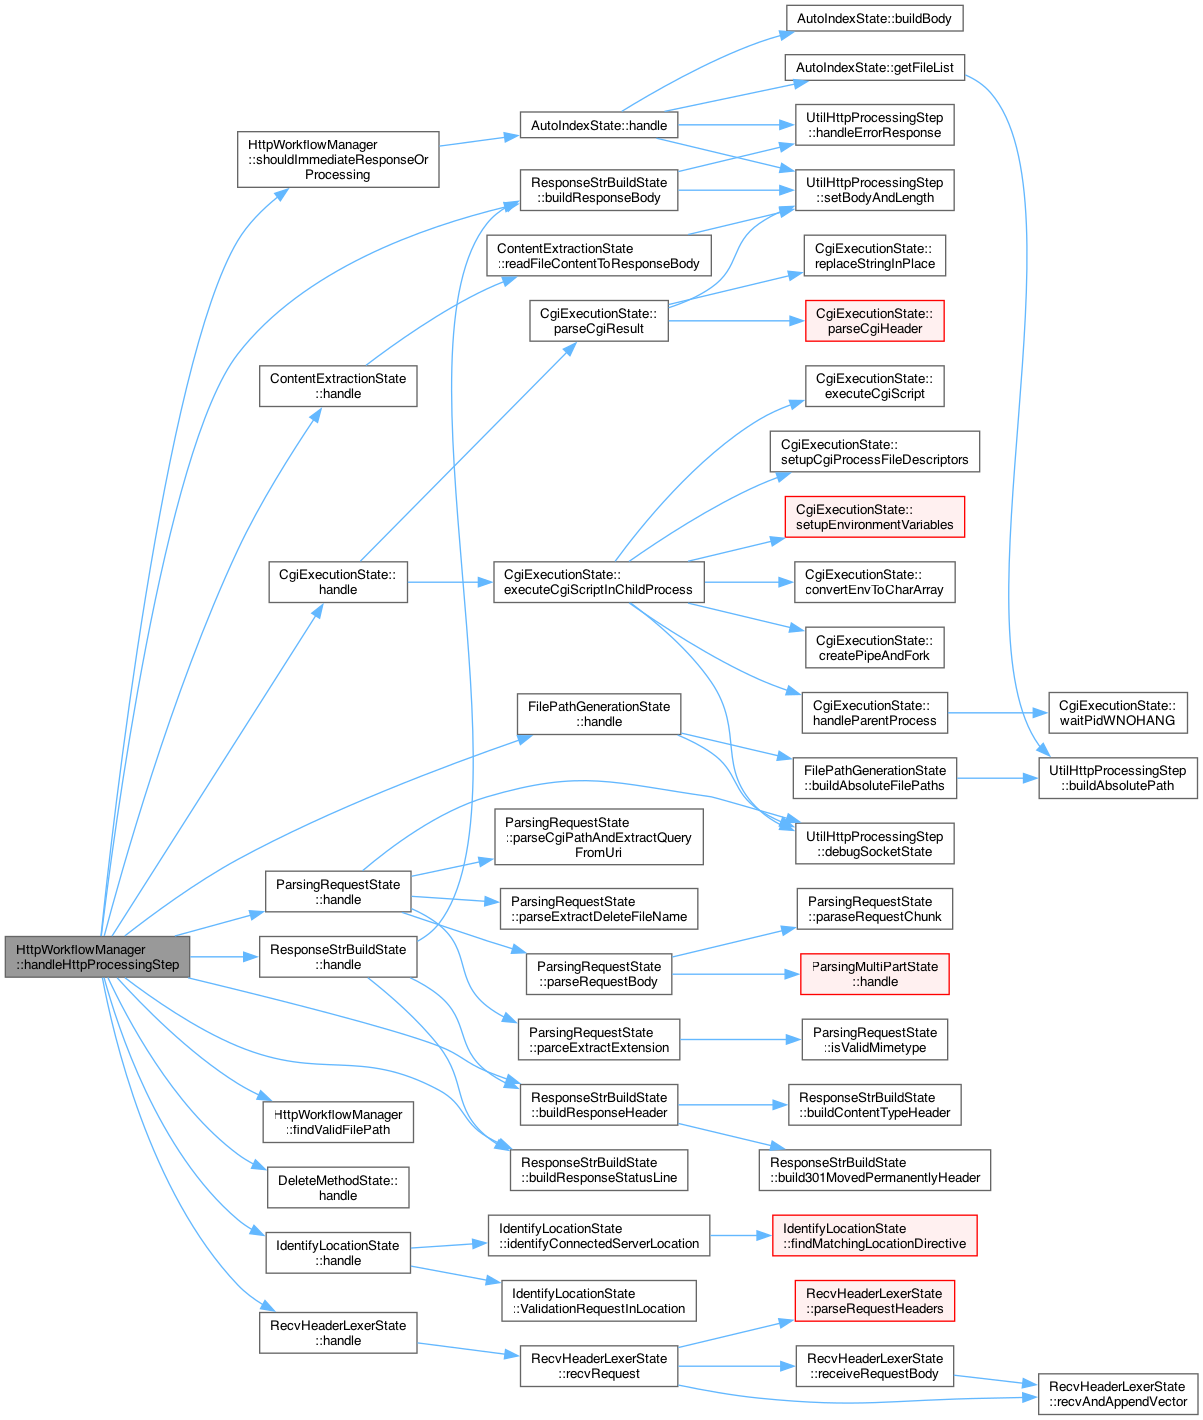 AutoIndexState::buildBody
AutoIndexState::getFileList
UtilHttpProcessingStep
::handleErrorResponse
AutoIndexState::handle
HttpWorkflowManager
::shouldImmediateResponseOr
Processing
ResponseStrBuildState
::buildResponseBody
UtilHttpProcessingStep
::setBodyAndLength
ContentExtractionState
::readFileContentToResponseBody
CgiExecutionState::
replaceStringInPlace
CgiExecutionState::
parseCgiResult
CgiExecutionState::
parseCgiHeader
ContentExtractionState
::handle
CgiExecutionState::
executeCgiScript
CgiExecutionState::
setupCgiProcessFileDescriptors
CgiExecutionState::
setupEnvironmentVariables
CgiExecutionState::
handle
CgiExecutionState::
executeCgiScriptInChildProcess
CgiExecutionState::
convertEnvToCharArray
CgiExecutionState::
createPipeAndFork
FilePathGenerationState
::handle
CgiExecutionState::
handleParentProcess
CgiExecutionState::
waitPidWNOHANG
FilePathGenerationState
::buildAbsoluteFilePaths
UtilHttpProcessingStep
::buildAbsolutePath
ParsingRequestState
::parseCgiPathAndExtractQuery
FromUri
UtilHttpProcessingStep
::debugSocketState
ParsingRequestState
::handle
ParsingRequestState
::parseExtractDeleteFileName
ParsingRequestState
::paraseRequestChunk
HttpWorkflowManager
::handleHttpProcessingStep
ResponseStrBuildState
::handle
ParsingRequestState
::parseRequestBody
ParsingMultiPartState
::handle
ParsingRequestState
::parceExtractExtension
ParsingRequestState
::isValidMimetype
ResponseStrBuildState
::buildResponseHeader
ResponseStrBuildState
::buildContentTypeHeader
HttpWorkflowManager
::findValidFilePath
ResponseStrBuildState
::buildResponseStatusLine
ResponseStrBuildState
::build301MovedPermanentlyHeader
DeleteMethodState::
handle
IdentifyLocationState
::handle
IdentifyLocationState
::identifyConnectedServerLocation
IdentifyLocationState
::findMatchingLocationDirective
IdentifyLocationState
::ValidationRequestInLocation
RecvHeaderLexerState
::parseRequestHeaders
RecvHeaderLexerState
::handle
RecvHeaderLexerState
::recvRequest
RecvHeaderLexerState
::receiveRequestBody
RecvHeaderLexerState
::recvAndAppendVector